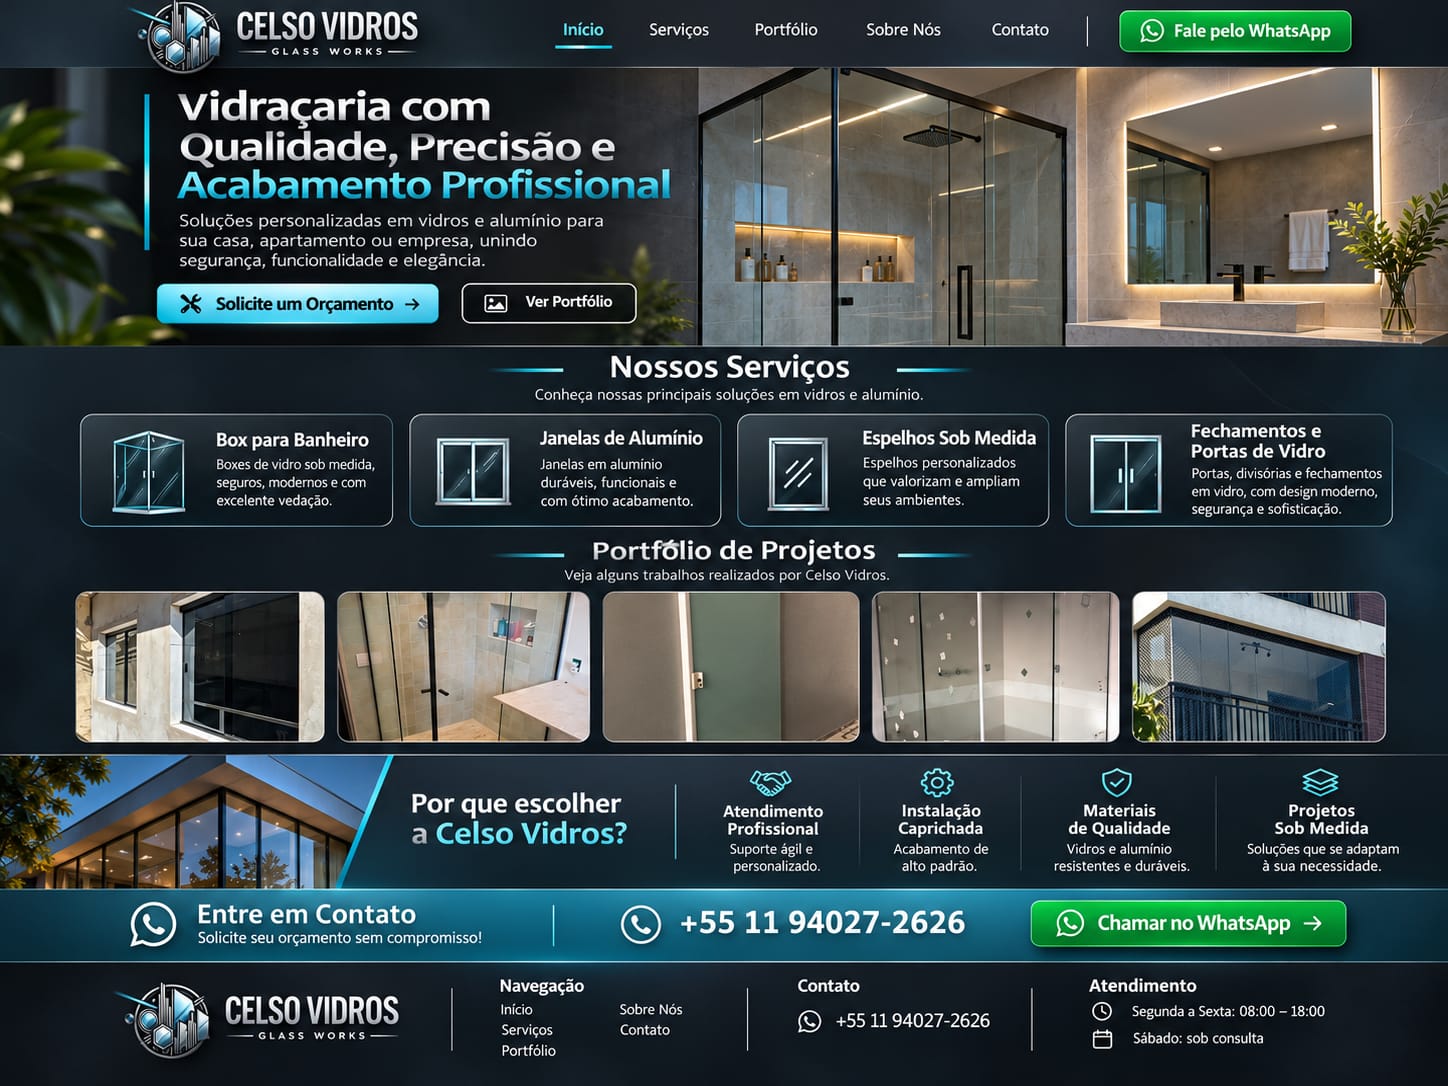 CELSO VIDROS
GLASS WORKS
Início
Serviços
Portfólio
Sobre Nós
Contato
Fale pelo WhatsApp
Vidraçaria com
Qualidade, Precisão e
Acabamento Profissional
Soluções personalizadas em vidros e alumínio para
sua casa, apartamento ou empresa, unindo
segurança, funcionalidade e elegância.
Solicite um Orçamento →
Ver Portfólio
Nossos Serviços
Conheça nossas principais soluções em vidros e alumínio.
Box para Banheiro
Boxes de vidro sob medida,
seguros, modernos e com
excelente vedação.
Janelas de Alumínio
Janelas em alumínio
duráveis, funcionais e
com ótimo acabamento.
Espelhos Sob Medida
Espelhos personalizados
que valorizam e ampliam
seus ambientes.
Fechamentos e
Portas de Vidro
Portas, divisórias e fechamentos
em vidro, com design moderno,
segurança e sofisticação.
Portfólio de Projetos
Veja alguns trabalhos realizados por Celso Vidros.
Por que escolher
a Celso Vidros?
Atendimento
Profissional
Suporte ágil e
personalizado.
Instalação
Caprichada
Acabamento de
alto padrão.
Materiais
de Qualidade
Vidros e alumínio
resistentes e duráveis.
Projetos
Sob Medida
Soluções que se adaptam
à sua necessidade.
Entre em Contato
Solicite seu orçamento sem compromisso!
+55 11 94027-2626
Chamar no WhatsApp →
CELSO VIDROS
GLASS WORKS
Navegação
Início
Serviços
Portfólio
Sobre Nós
Contato
Contato
+55 11 94027-2626
Atendimento
Segunda a Sexta: 08:00 – 18:00
Sábado: sob consulta